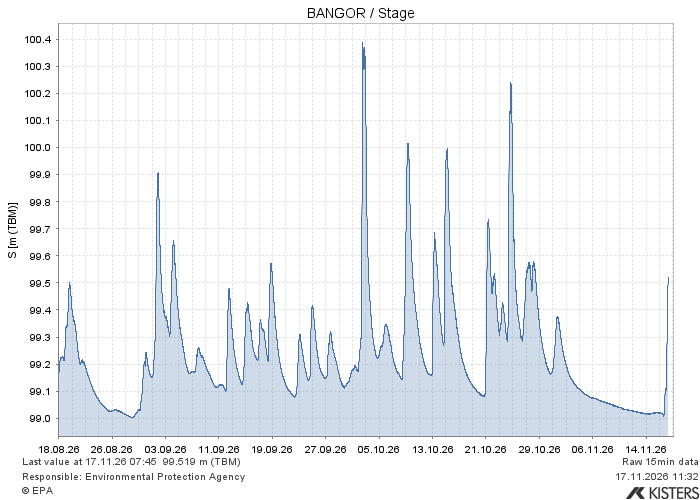 BANGOR / Stage
100.4
100.3
100.2
100.1
100.0
99.9
99.8
99.7
99.6
99.5
99.4
99.3
99.2
99.1
99.0
S [m (TBM)]
18.08.26 26.08.26 03.09.26 11.09.26 19.09.26 27.09.26 05.10.26 13.10.26 21.10.26 29.10.26 06.11.26 14.11.26
Last value at 17.11.26 07:45 99.519 m (TBM) Raw 15min data
Responsible: Environmental Protection Agency 17.11.2026 11:32
© EPA KISTERS